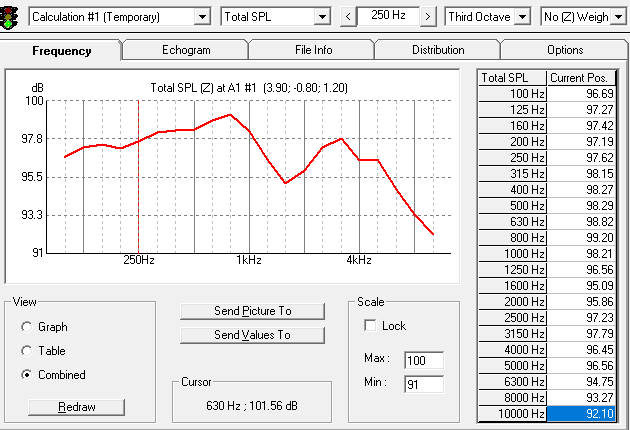 Calculation #1 (Temporary) Total SPL < 250 Hz > Third Octave No (Z) Weigh
Frequency Echogram File Info Distribution Options
dB Total SPL (Z) at A1 #1 (3.90; -0.80; 1.20)
100
97.8
95.5
93.3
91
250Hz 1kHz 4kHz
View
Graph
Table
Combined
Redraw
Send Picture To
Send Values To
Cursor
630 Hz ; 101.56 dB
Scale
Lock
Max : 100
Min : 91
Total SPL Current Pos.
100 Hz 96.69
125 Hz 97.27
160 Hz 97.42
200 Hz 97.19
250 Hz 97.62
315 Hz 98.15
400 Hz 98.27
500 Hz 98.29
630 Hz 98.82
800 Hz 99.20
1000 Hz 98.21
1250 Hz 96.56
1600 Hz 95.09
2000 Hz 95.86
2500 Hz 97.23
3150 Hz 97.79
4000 Hz 96.45
5000 Hz 96.56
6300 Hz 94.75
8000 Hz 93.27
10000 Hz 92.10